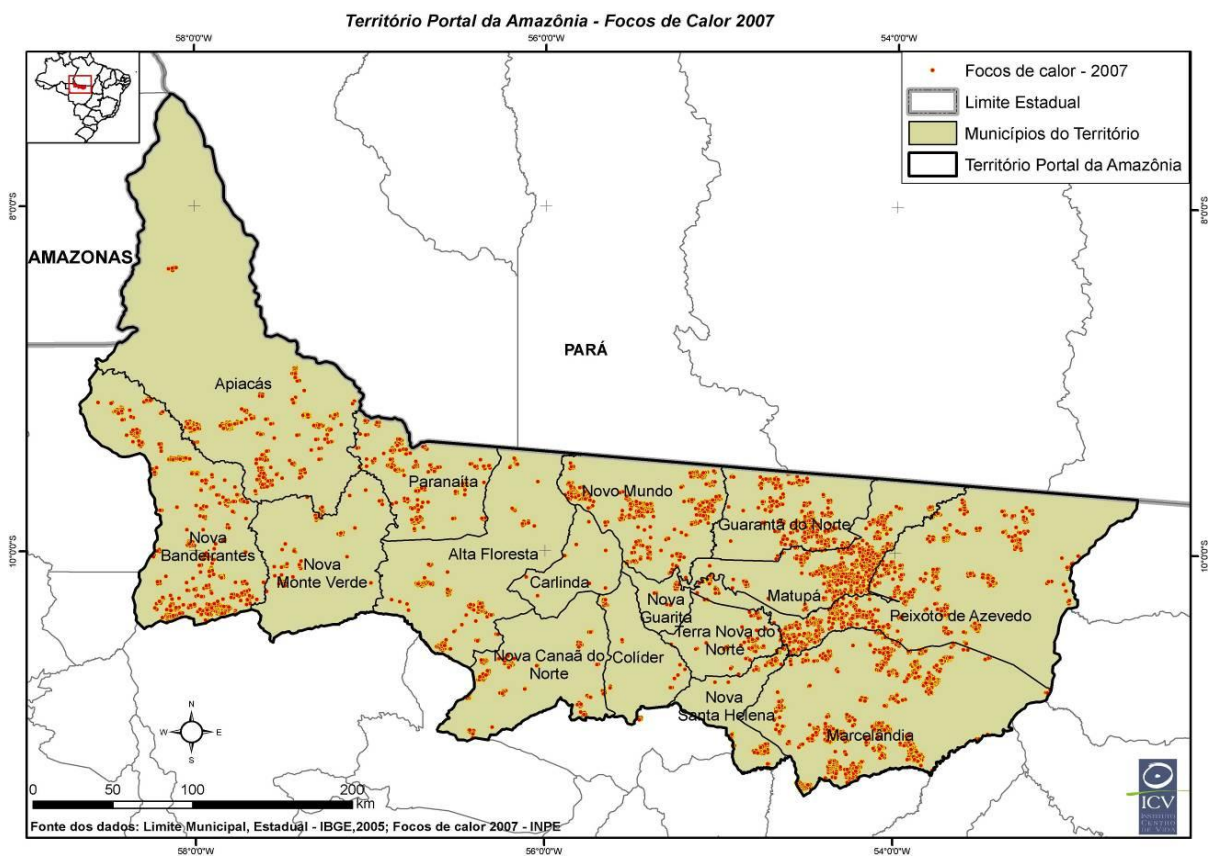 Território Portal da Amazônia - Focos de Calor 2007
58°0'0"W 56°0'0"W 54°0'0"W
Focos de calor - 2007
Limite Estadual
Municípios do Território
Território Portal da Amazônia
8°0'0"S 8°0'0"S
AMAZONAS
PARÁ
Apiacás
Paranaita
Novo Mundo
Guarantã do Norte
Nova
Bandeirantes
Alta Floresta
10°0'0"S 10°0'0"S
Nova
Monte Verde
Carlinda
Matupá
Nova
Guarita
Peixoto de Azevedo
Terra Nova do
Norte
Nova Canaã do
Norte
Colíder
Nova
Santa Helena
Marcelândia
N
W E
S
0 50 100 200
km
ICV
INSTITUTO
CENTRO
DE VIDA
Fonte dos dados: Limite Municipal, Estadual - IBGE,2005; Focos de calor 2007 - INPE
58°0'0"W 56°0'0"W 54°0'0"W